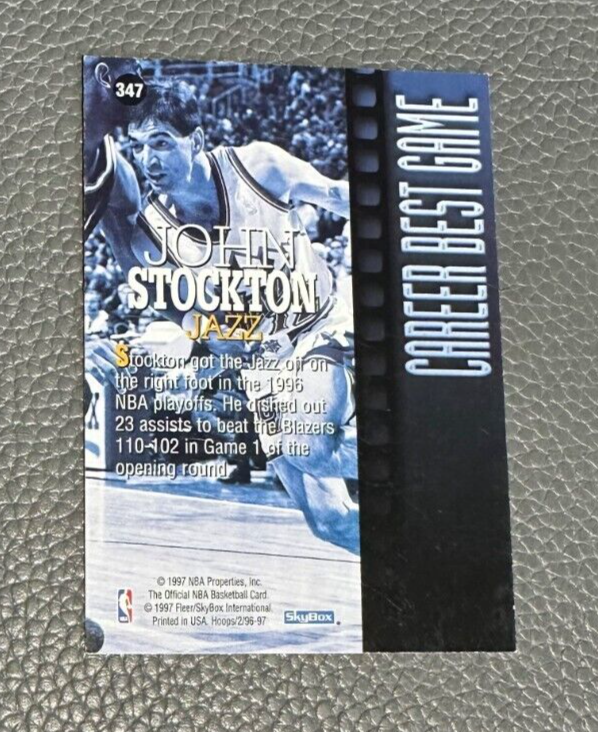 347
CAREER BEST GAME
JOHN
STOCKTON
JAZZ
Stockton got the Jazz off on
the right foot in the 1996
NBA playoffs. He dished out
23 assists to beat the Blazers
110-102 in Game 1 of the
opening round.
© 1997 NBA Properties, Inc.
The Official NBA Basketball Card.
© 1997 Fleer/SkyBox International.
Printed in USA. Hoops/2/96-97
SkyBox